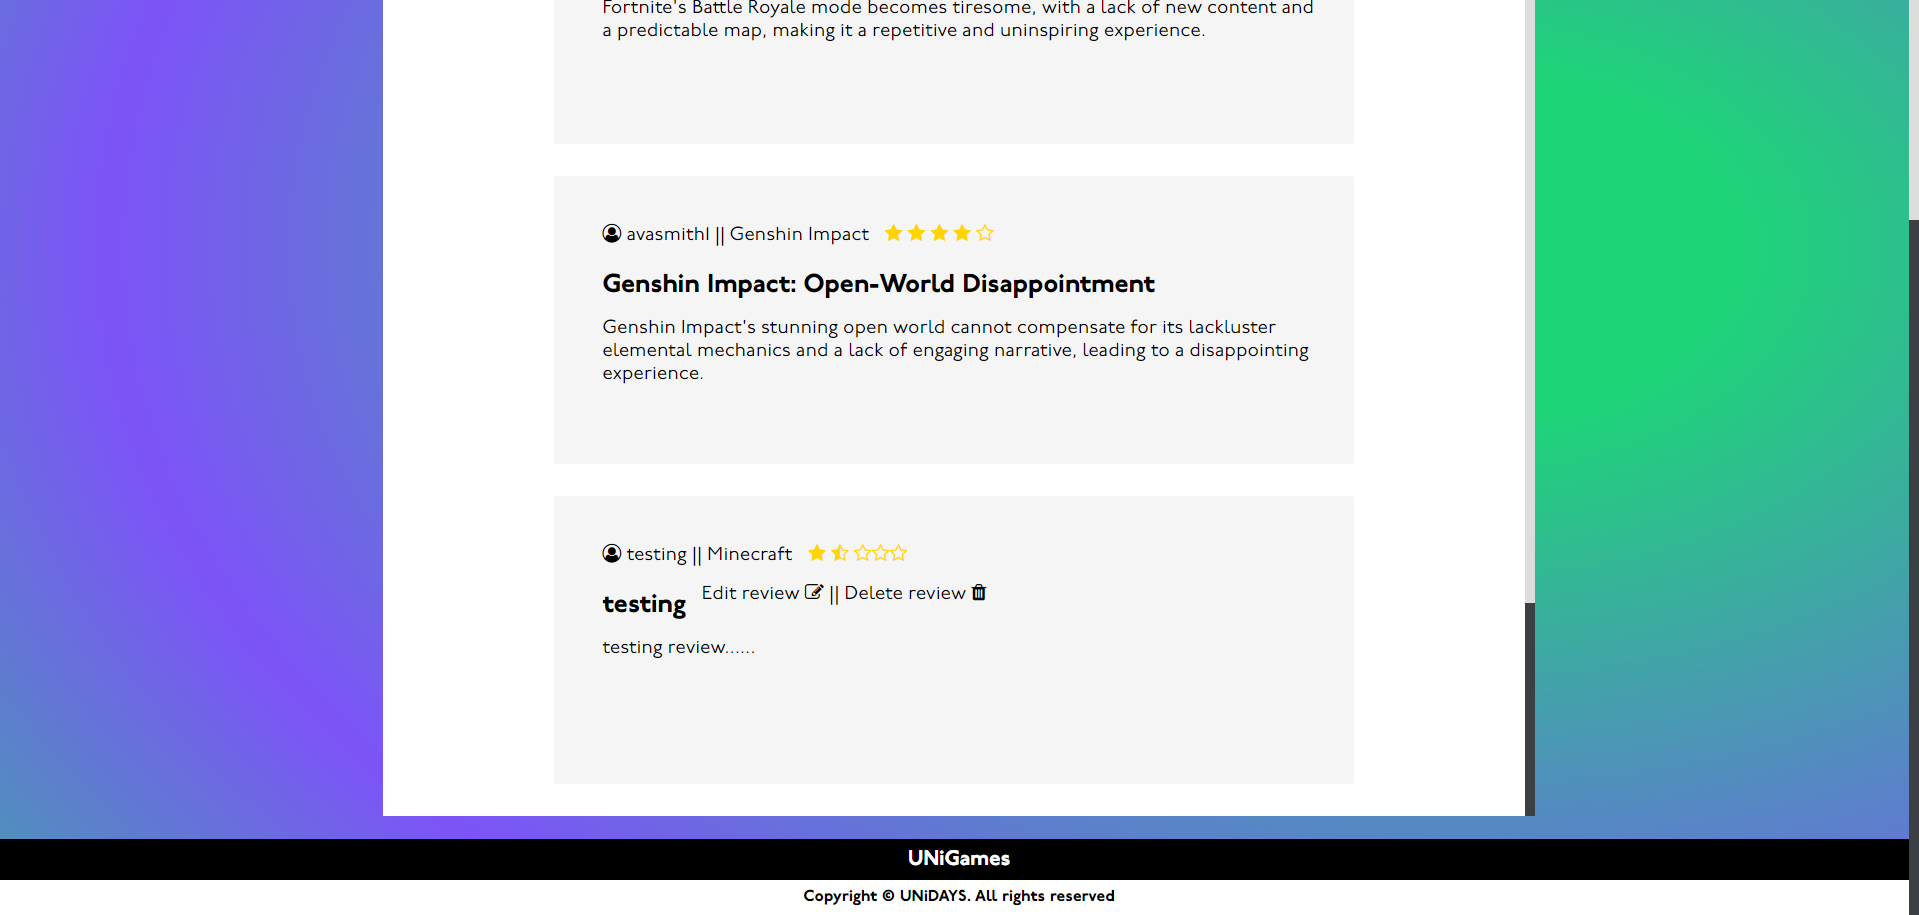 Fortnite's Battle Royale mode becomes tiresome, with a lack of new content and
a predictable map, making it a repetitive and uninspiring experience.
avasmith1 || Genshin Impact
Genshin Impact: Open-World Disappointment
Genshin Impact's stunning open world cannot compensate for its lackluster
elemental mechanics and a lack of engaging narrative, leading to a disappointing
experience.
testing || Minecraft
testing Edit review || Delete review
testing review......
UNiGames
Copyright © UNiDAYS. All rights reserved